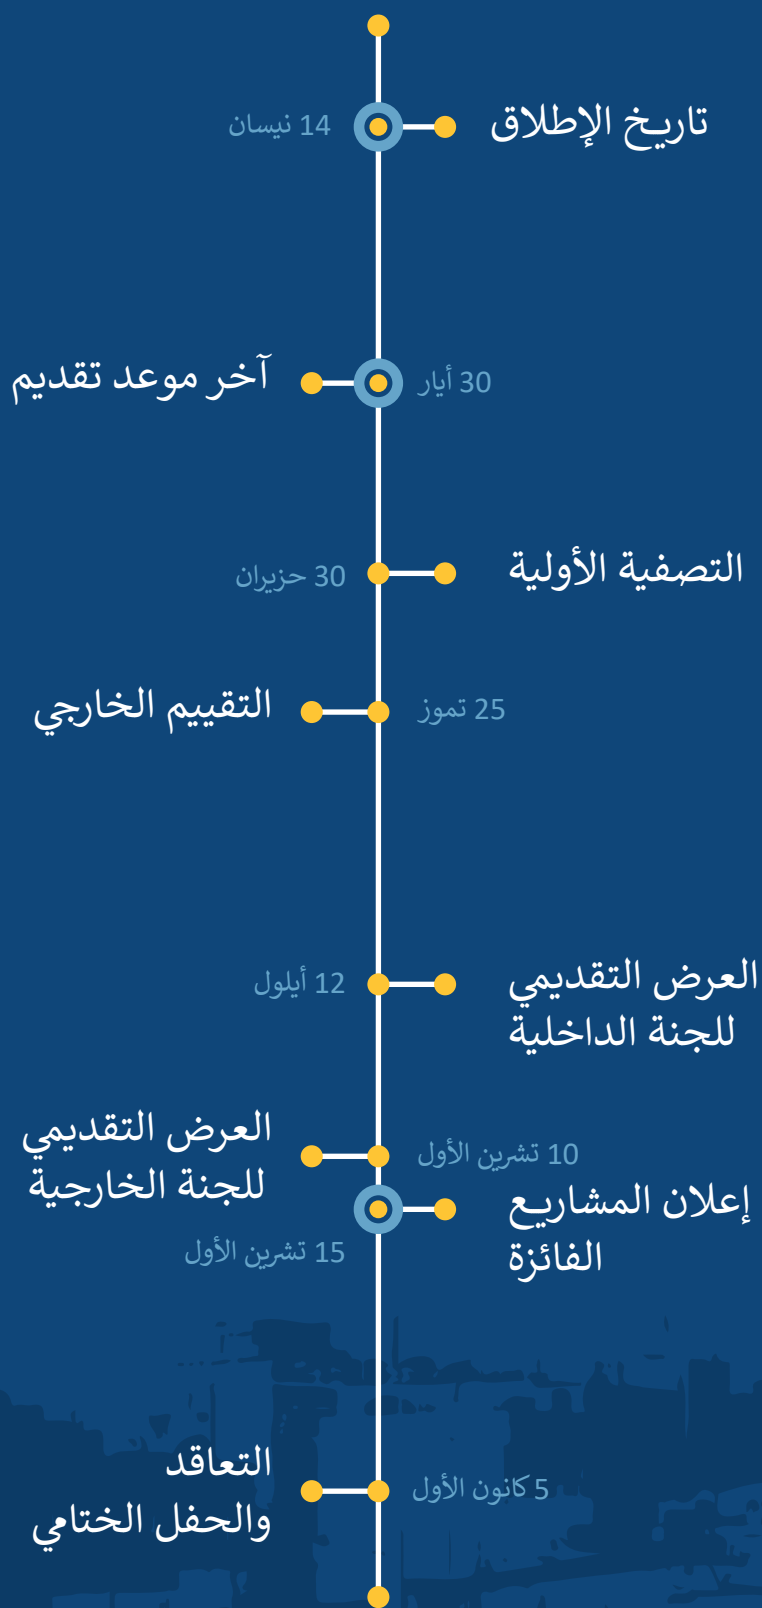 تاريخ الإطلاق
14 نيسان
آخر موعد تقديم
30 أيار
التصفية الأولية
30 حزيران
التقييم الخارجي
25 تموز
العرض التقديمي
للجنة الداخلية
12 أيلول
العرض التقديمي
للجنة الخارجية
10 تشرين الأول
إعلان المشاريع
الفائزة
15 تشرين الأول
التعاقد
والحفل الختامي
5 كانون الأول